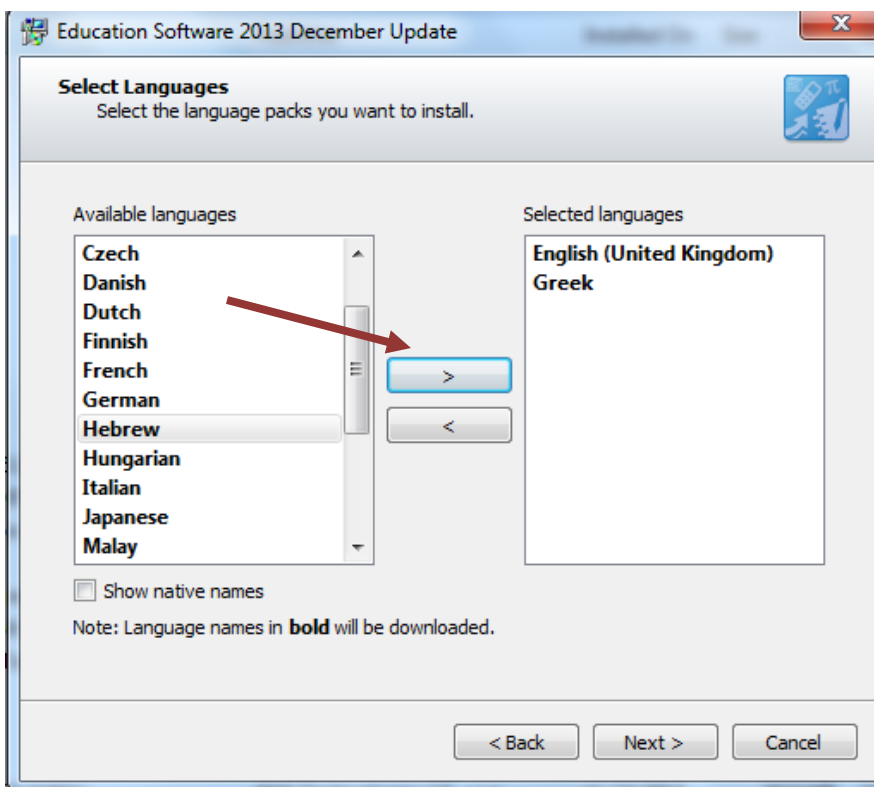 Education Software 2013 December Update
Select Languages
Select the language packs you want to install.
Available languages
Czech
Danish
Dutch
Finnish
French
German
Hebrew
Hungarian
Italian
Japanese
Malay
>
<
Selected languages
English (United Kingdom)
Greek
Show native names
Note: Language names in bold will be downloaded.
< Back
Next >
Cancel